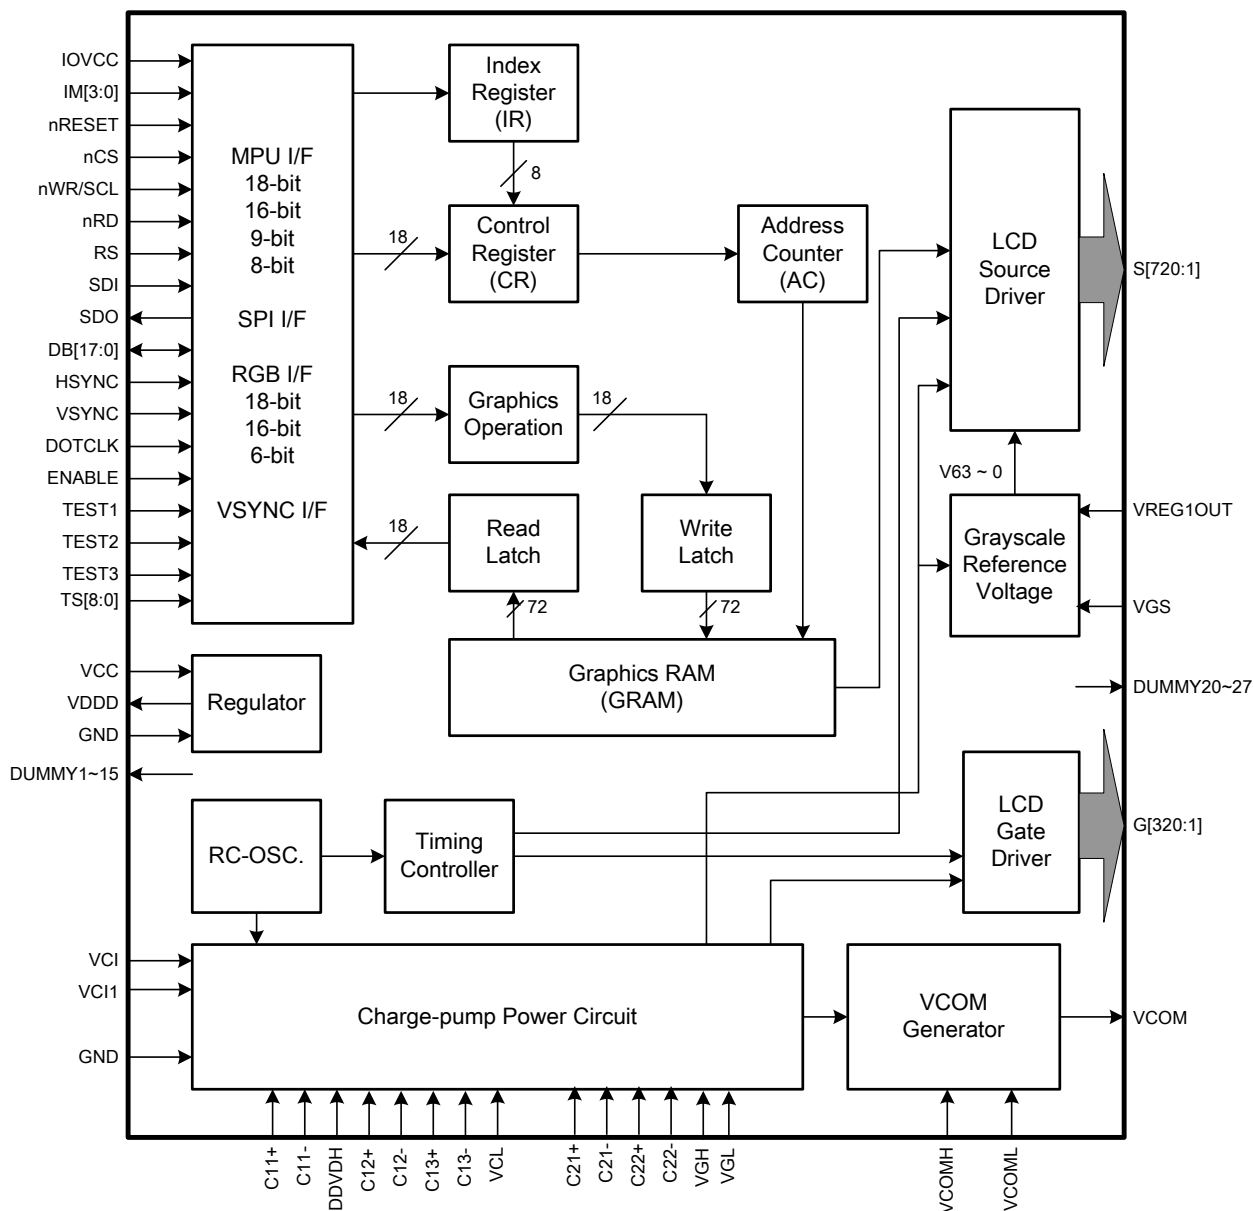 IOVCC
IM[3:0]
nRESET
nCS
nWR/SCL
nRD
RS
SDI
SDO
DB[17:0]
HSYNC
VSYNC
DOTCLK
ENABLE
TEST1
TEST2
TEST3
TS[8:0]
MPU I/F
18-bit
16-bit
9-bit
8-bit
SPI I/F
RGB I/F
18-bit
16-bit
6-bit
VSYNC I/F
Index
Register
(IR)
8
18
Control
Register
(CR)
Address
Counter
(AC)
18
Graphics
Operation
18
18
Read
Latch
Write
Latch
72
72
Graphics RAM
(GRAM)
LCD
Source
Driver
S[720:1]
V63 ~ 0
Grayscale
Reference
Voltage
VREG1OUT
VGS
DUMMY20~27
VCC
VDDD
GND
Regulator
DUMMY1~15
RC-OSC.
Timing
Controller
LCD
Gate
Driver
G[320:1]
VCI
VCI1
GND
Charge-pump Power Circuit
VCOM
Generator
VCOM
C11+
C11-
DDVDH
C12+
C12-
C13+
C13-
VCL
C21+
C21-
C22+
C22-
VGH
VGL
VCOMH
VCOML